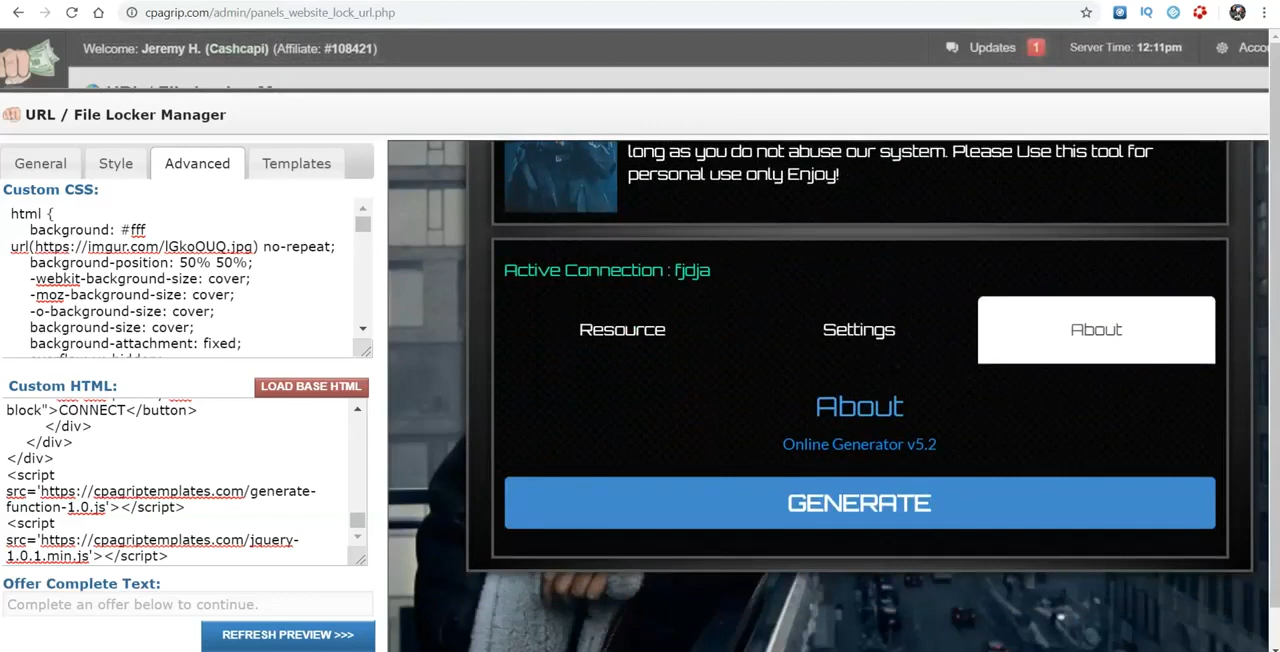 cpagrip.com/admin/panels_website_lock_url.php
Welcome: Jeremy H. (Cashcapi) (Affiliate: #108421)
Updates 1
Server Time: 12:11pm
Accou
URL / File Locker Manager
General Style Advanced Templates
Custom CSS:
html {
background: #fff
url(https://imgur.com/lGkoOUQ.jpg) no-repeat;
background-position: 50% 50%;
-webkit-background-size: cover;
-moz-background-size: cover;
-o-background-size: cover;
background-size: cover;
background-attachment: fixed;
Custom HTML:
LOAD BASE HTML
block">CONNECT</button>
</div>
</div>
</div>
<script
src='https://cpagriptemplates.com/generate-
function-1.0.js'></script>
<script
src='https://cpagriptemplates.com/jquery-
1.0.1.min.js'></script>
Offer Complete Text:
Complete an offer below to continue.
REFRESH PREVIEW >>>
long as you do not abuse our system. Please Use this tool for
personal use only Enjoy!
Active Connection : fjdja
Resource Settings About
About
Online Generator v5.2
GENERATE